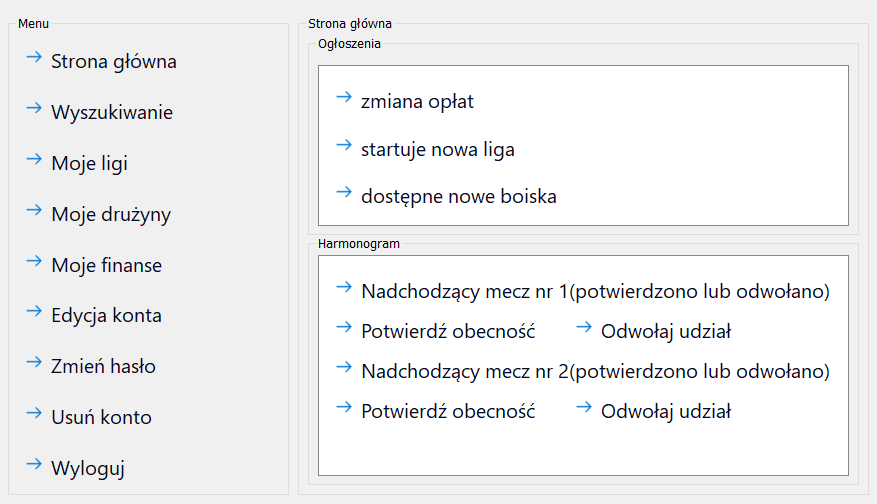 Menu
Strona główna
Wyszukiwanie
Moje ligi
Moje drużyny
Moje finanse
Edycja konta
Zmień hasło
Usuń konto
Wyloguj
Strona główna
Ogłoszenia
zmiana opłat
startuje nowa liga
dostępne nowe boiska
Harmonogram
Nadchodzący mecz nr 1(potwierdzono lub odwołano)
Potwierdź obecność Odwołaj udział
Nadchodzący mecz nr 2(potwierdzono lub odwołano)
Potwierdź obecność Odwołaj udział